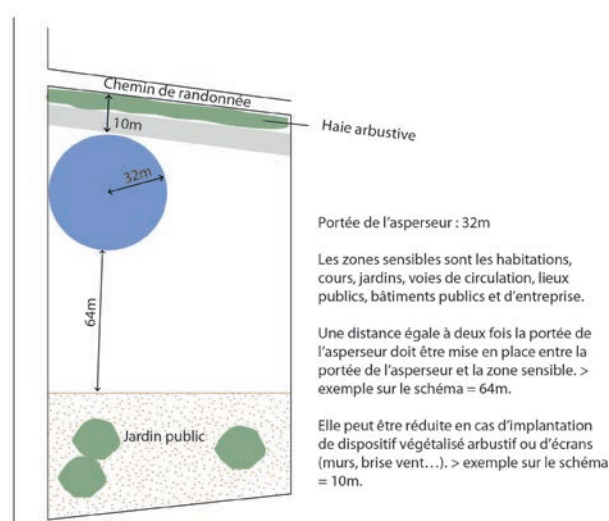 Chemin de randonnée
10m
Haie arbustive
32m
64m
Jardin public
Portée de l'asperseur : 32m
Les zones sensibles sont les habitations,
cours, jardins, voies de circulation, lieux
publics, bâtiments publics et d'entreprise.
Une distance égale à deux fois la portée de
l'asperseur doit être mise en place entre la
portée de l'asperseur et la zone sensible. >
exemple sur le schéma = 64m.
Elle peut être réduite en cas d'implantation
de dispositif végétalisé arbustif ou d'écrans
(murs, brise vent…). > exemple sur le schéma
= 10m.